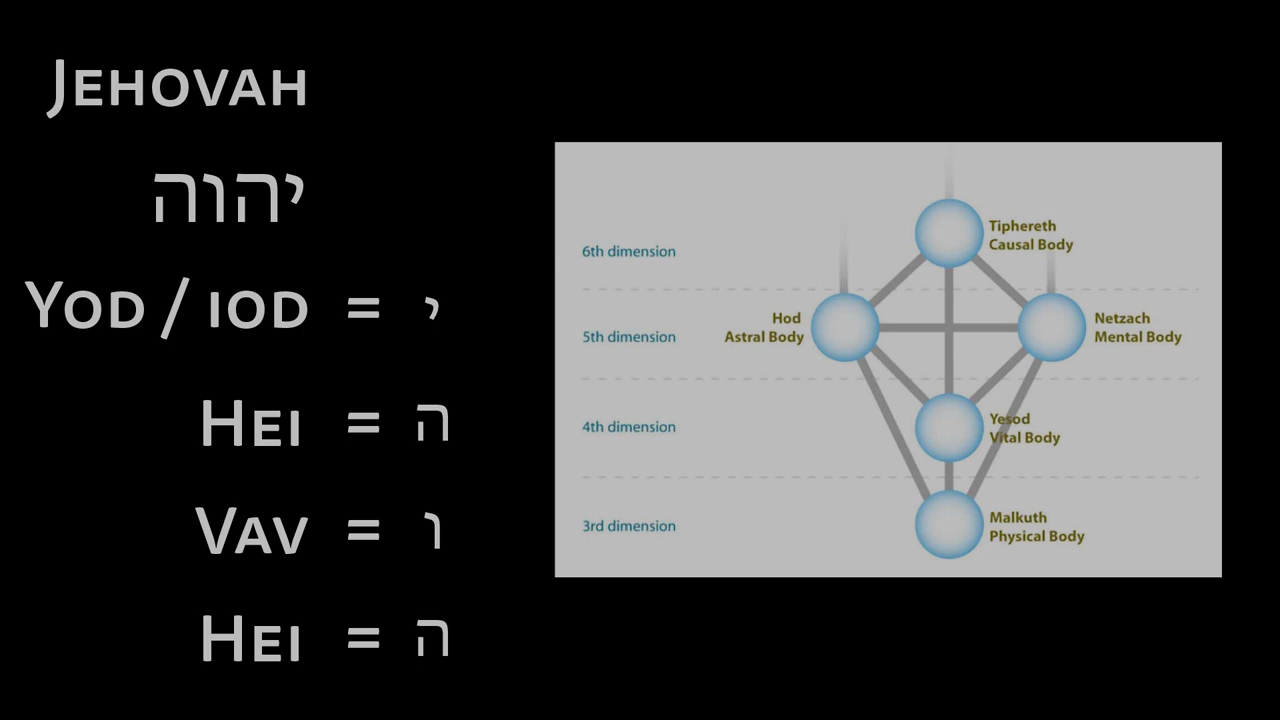 Jehovah
יהוה
Yod / iod = י
Hei = ה
Vav = ו
Hei = ה
6th dimension
Tiphereth
Causal Body
5th dimension
Hod
Astral Body
Netzach
Mental Body
4th dimension
Yesod
Vital Body
3rd dimension
Malkuth
Physical Body